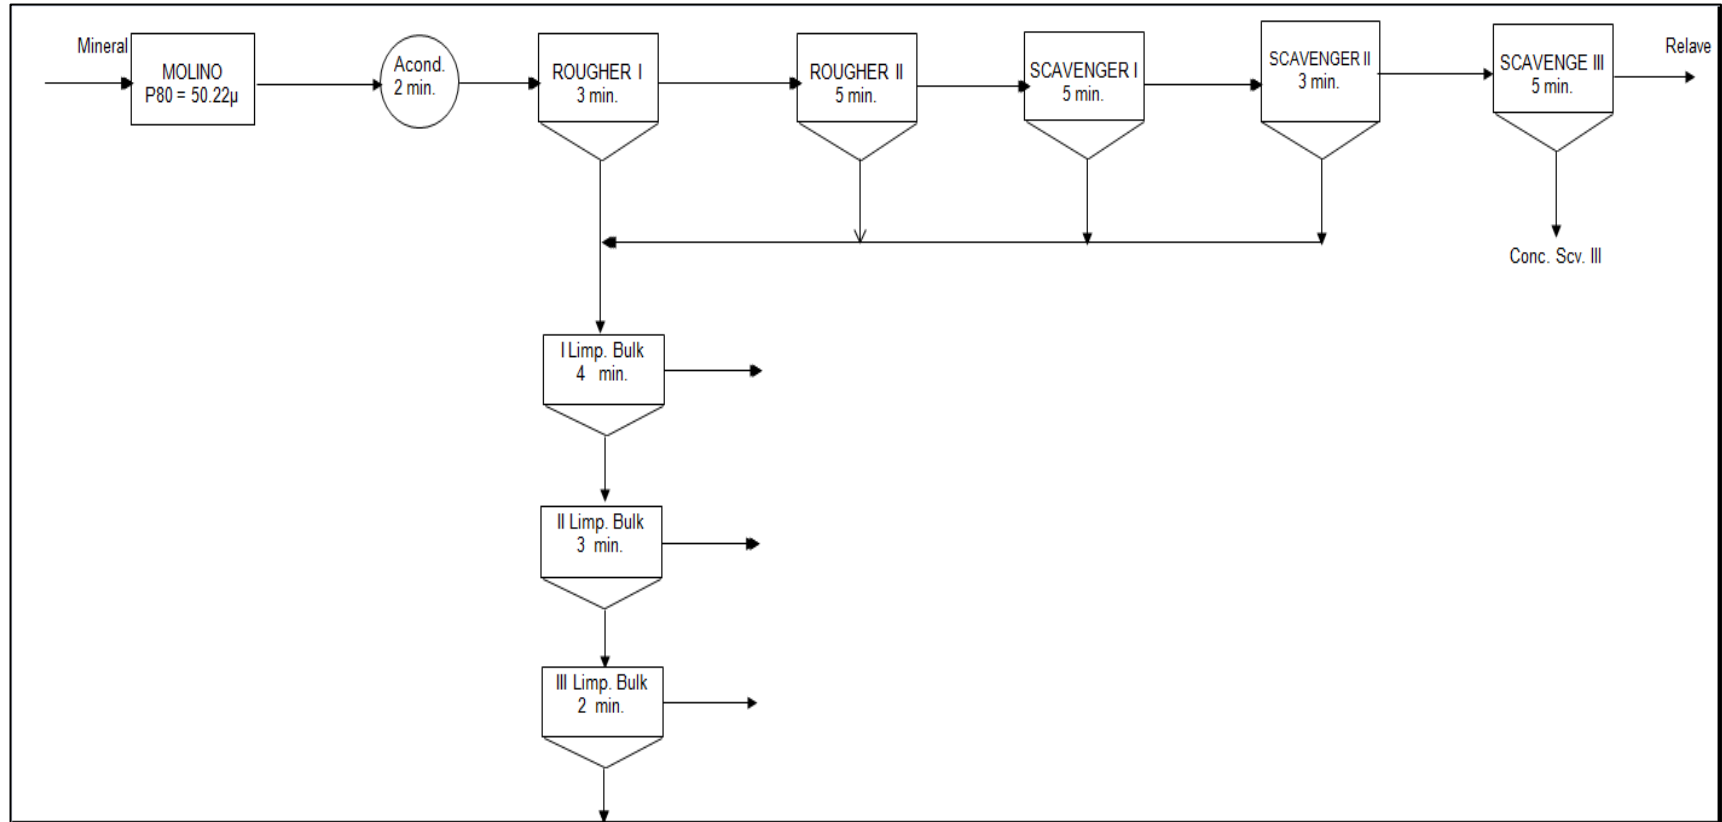 Mineral
MOLINO
P80 = 50.22µ
Acond.
2 min.
ROUGHER I
3 min.
ROUGHER II
5 min.
SCAVENGER I
5 min.
SCAVENGER II
3 min.
SCAVENGE III
5 min.
Relave
Conc. Scv. III
I Limp. Bulk
4 min.
II Limp. Bulk
3 min.
III Limp. Bulk
2 min.